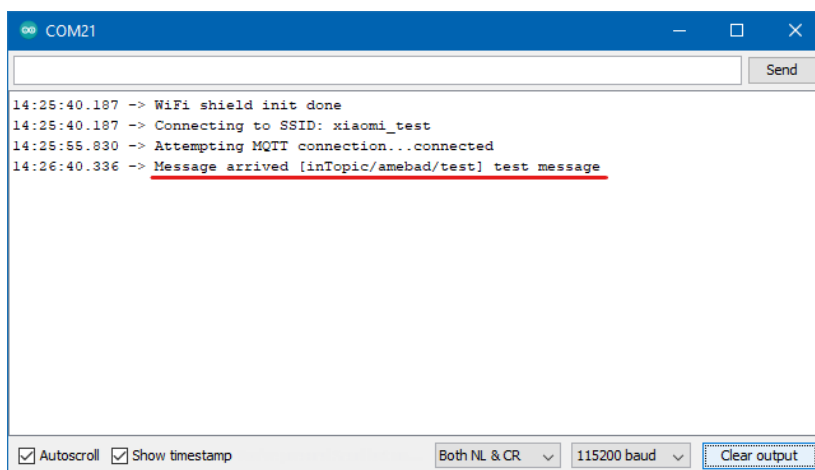 COM21
Send
14:25:40.187 -> WiFi shield init done
14:25:40.187 -> Connecting to SSID: xiaomi_test
14:25:55.830 -> Attempting MQTT connection...connected
14:26:40.336 -> Message arrived [inTopic/amebad/test] test message
Autoscroll Show timestamp Both NL & CR 115200 baud Clear output